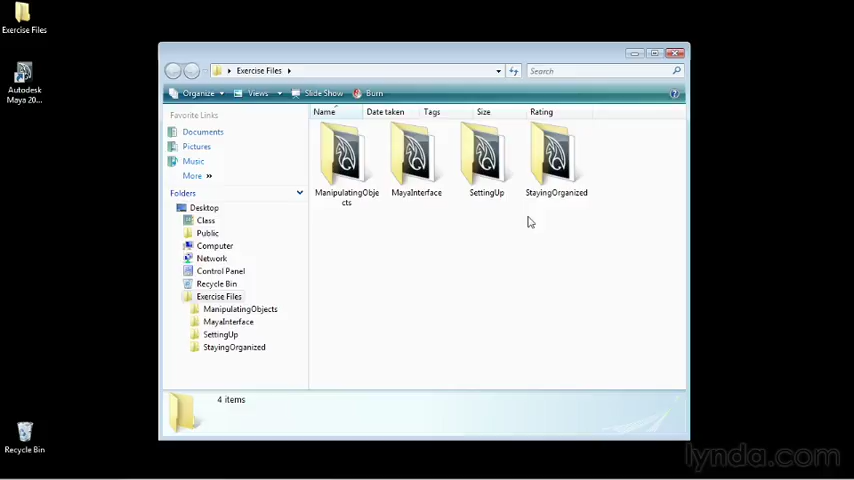 Exercise Files
Autodesk
Maya 20...
Recycle Bin
Exercise Files
Search
Organize
Views
Slide Show
Burn
Favorite Links
Documents
Pictures
Music
More »
Folders
Desktop
Class
Public
Computer
Network
Control Panel
Recycle Bin
Exercise Files
ManipulatingObjects
MayaInterface
SettingUp
StayingOrganized
Name
Date taken
Tags
Size
Rating
ManipulatingObje
cts
MayaInterface
SettingUp
StayingOrganized
4 items
lynda.com